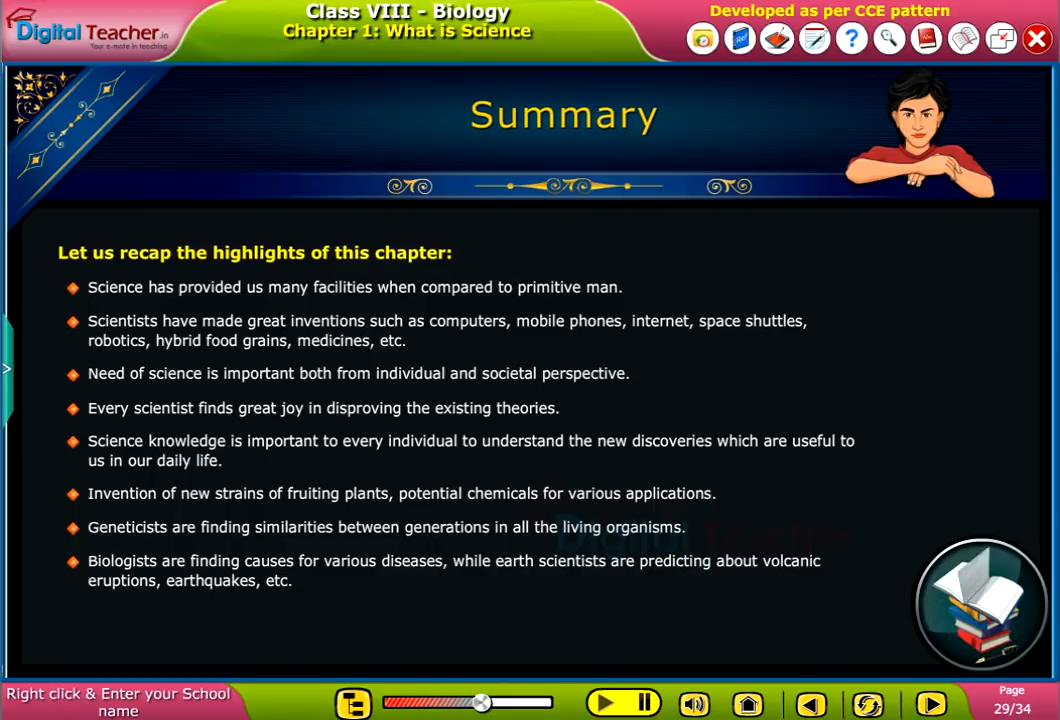 Digital Teacher.in
Your e-mate in teaching
Class VIII - Biology
Chapter 1: What is Science
Developed as per CCE pattern
Ref
?
Abc
Summary
Let us recap the highlights of this chapter:
Science has provided us many facilities when compared to primitive man.
Scientists have made great inventions such as computers, mobile phones, internet, space shuttles,
robotics, hybrid food grains, medicines, etc.
Need of science is important both from individual and societal perspective.
Every scientist finds great joy in disproving the existing theories.
Science knowledge is important to every individual to understand the new discoveries which are useful to
us in our daily life.
Invention of new strains of fruiting plants, potential chemicals for various applications.
Geneticists are finding similarities between generations in all the living organisms.
Digital Teacher
Biologists are finding causes for various diseases, while earth scientists are predicting about volcanic
eruptions, earthquakes, etc.
Right click & Enter your School
name
Page
29/34